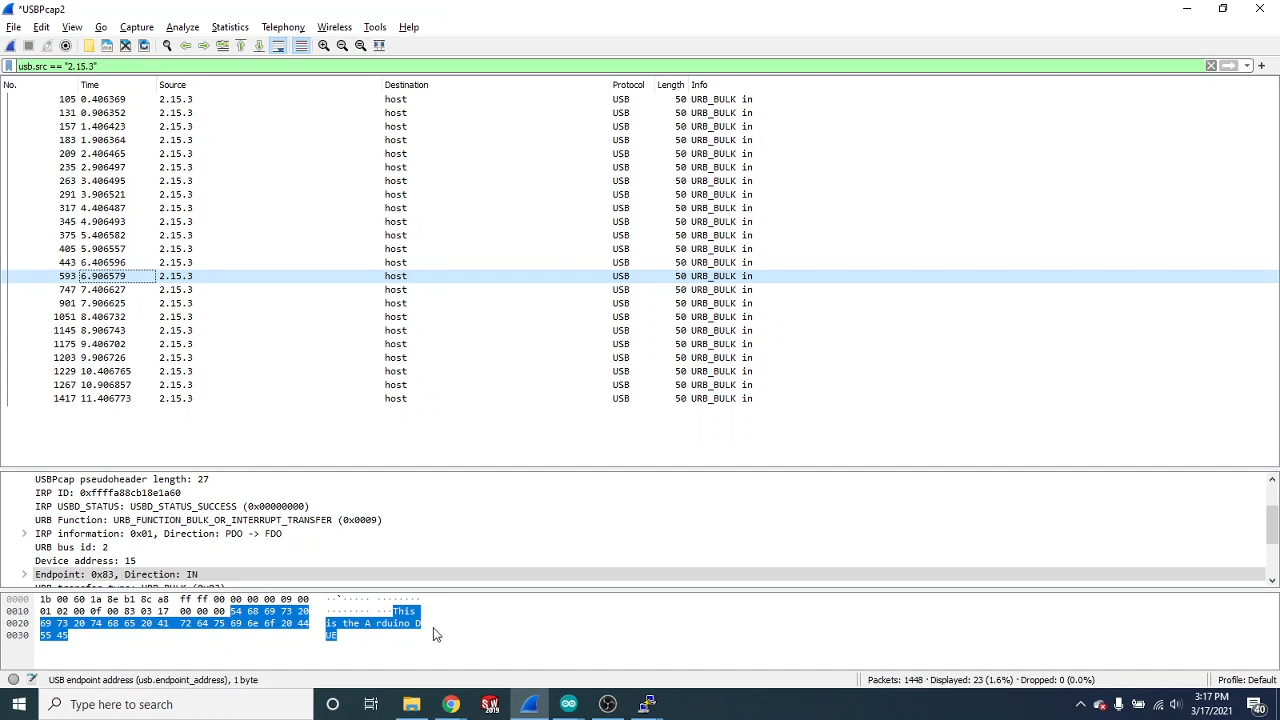 *USBPcap2
File Edit View Go Capture Analyze Statistics Telephony Wireless Tools Help
usb.src == "2.15.3"
No. Time Source Destination Protocol Length Info
105 0.406369 2.15.3 host USB 50 URB_BULK in
131 0.906352 2.15.3 host USB 50 URB_BULK in
157 1.406423 2.15.3 host USB 50 URB_BULK in
183 1.906364 2.15.3 host USB 50 URB_BULK in
209 2.406465 2.15.3 host USB 50 URB_BULK in
235 2.906497 2.15.3 host USB 50 URB_BULK in
263 3.406495 2.15.3 host USB 50 URB_BULK in
291 3.906521 2.15.3 host USB 50 URB_BULK in
317 4.406487 2.15.3 host USB 50 URB_BULK in
345 4.906493 2.15.3 host USB 50 URB_BULK in
375 5.406582 2.15.3 host USB 50 URB_BULK in
405 5.906557 2.15.3 host USB 50 URB_BULK in
443 6.406596 2.15.3 host USB 50 URB_BULK in
593 6.906579 2.15.3 host USB 50 URB_BULK in
747 7.406627 2.15.3 host USB 50 URB_BULK in
901 7.906625 2.15.3 host USB 50 URB_BULK in
1051 8.406732 2.15.3 host USB 50 URB_BULK in
1145 8.906743 2.15.3 host USB 50 URB_BULK in
1175 9.406702 2.15.3 host USB 50 URB_BULK in
1203 9.906726 2.15.3 host USB 50 URB_BULK in
1229 10.406765 2.15.3 host USB 50 URB_BULK in
1267 10.906857 2.15.3 host USB 50 URB_BULK in
1417 11.406773 2.15.3 host USB 50 URB_BULK in
USBPcap pseudoheader length: 27
IRP ID: 0xffffa88cb18e1a60
IRP USBD_STATUS: USBD_STATUS_SUCCESS (0x00000000)
URB Function: URB_FUNCTION_BULK_OR_INTERRUPT_TRANSFER (0x0009)
IRP information: 0x01, Direction: PDO -> FDO
URB bus id: 2
Device address: 15
Endpoint: 0x83, Direction: IN
0000 1b 00 60 1a 8e b1 8c a8 ff ff 00 00 00 00 09 00 ··`····· ········
0010 01 02 00 0f 00 83 03 17 00 00 00 54 68 69 73 20 ········ ···This
0020 69 73 20 74 68 65 20 41 72 64 75 69 6e 6f 20 44 is the A rduino D
0030 55 45 UE
USB endpoint address (usb.endpoint_address), 1 byte Packets: 1448 · Displayed: 23 (1.6%) · Dropped: 0 (0.0%) Profile: Default
Type here to search SW 2019 3:17 PM
3/17/2021 40